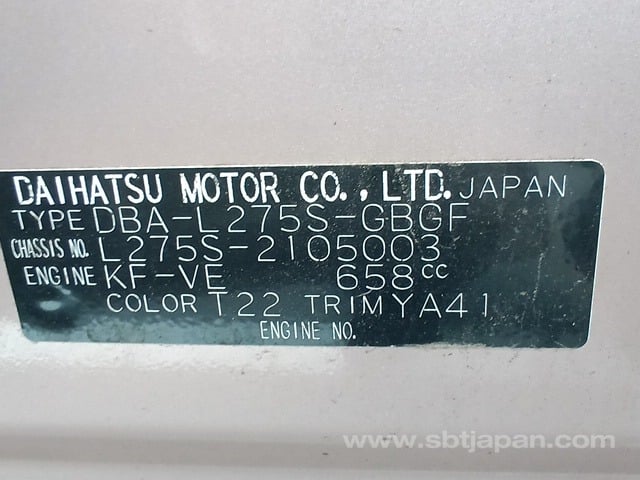 DAIHATSU MOTOR CO., LTD. JAPAN
TYPE DBA-L275S-GBGF
CHASSIS NO. L275S-2105003
ENGINE KF-VE 658cc
COLOR T22 TRIM YA41
ENGINE NO.
www.sbtjapan.com